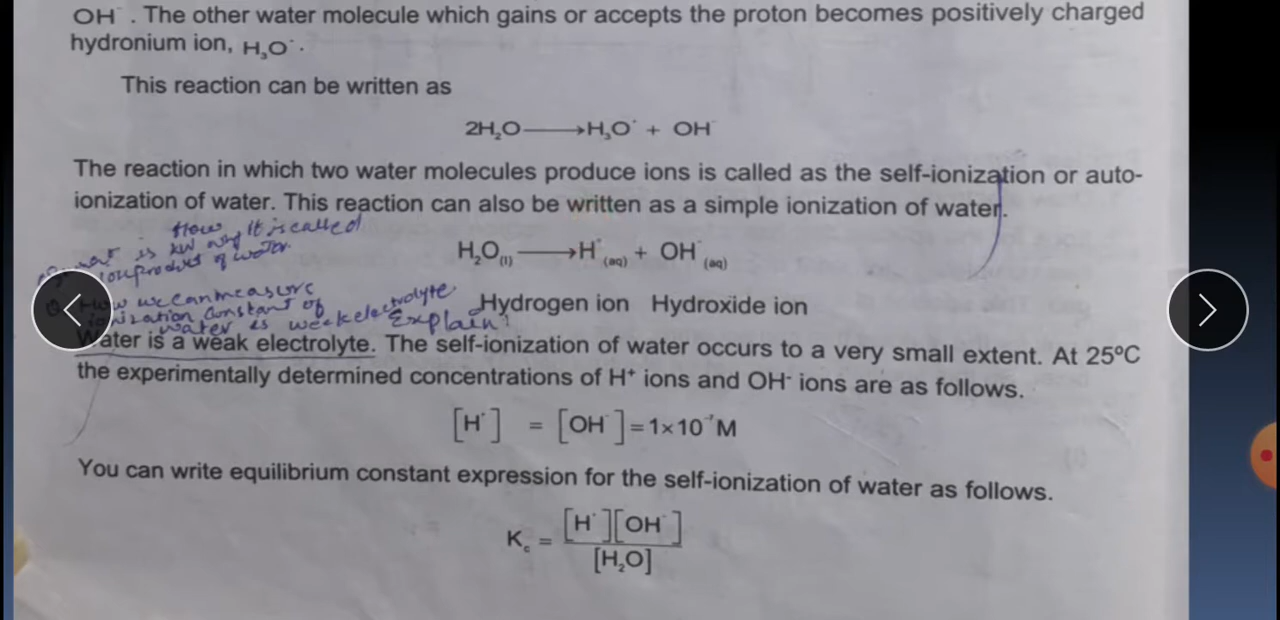 OH⁻. The other water molecule which gains or accepts the proton becomes positively charged
hydronium ion, H₃O⁺.
This reaction can be written as
2H₂O ⟶ H₃O⁺ + OH⁻
The reaction in which two water molecules produce ions is called as the self-ionization or auto-
ionization of water. This reaction can also be written as a simple ionization of water.
How, It is called
is kw why
ion product of water
H₂O(l) ⟶ H⁺(aq) + OH⁻(aq)
How we can measure
ionization Constant of
water is weak electrolyte
Explain?
Hydrogen ion Hydroxide ion
Water is a weak electrolyte. The self-ionization of water occurs to a very small extent. At 25ºC
the experimentally determined concentrations of H⁺ ions and OH⁻ ions are as follows.
[H⁺] = [OH⁻] = 1×10⁻⁷M
You can write equilibrium constant expression for the self-ionization of water as follows.
K꜀ = [H⁺][OH⁻]
[H₂O]